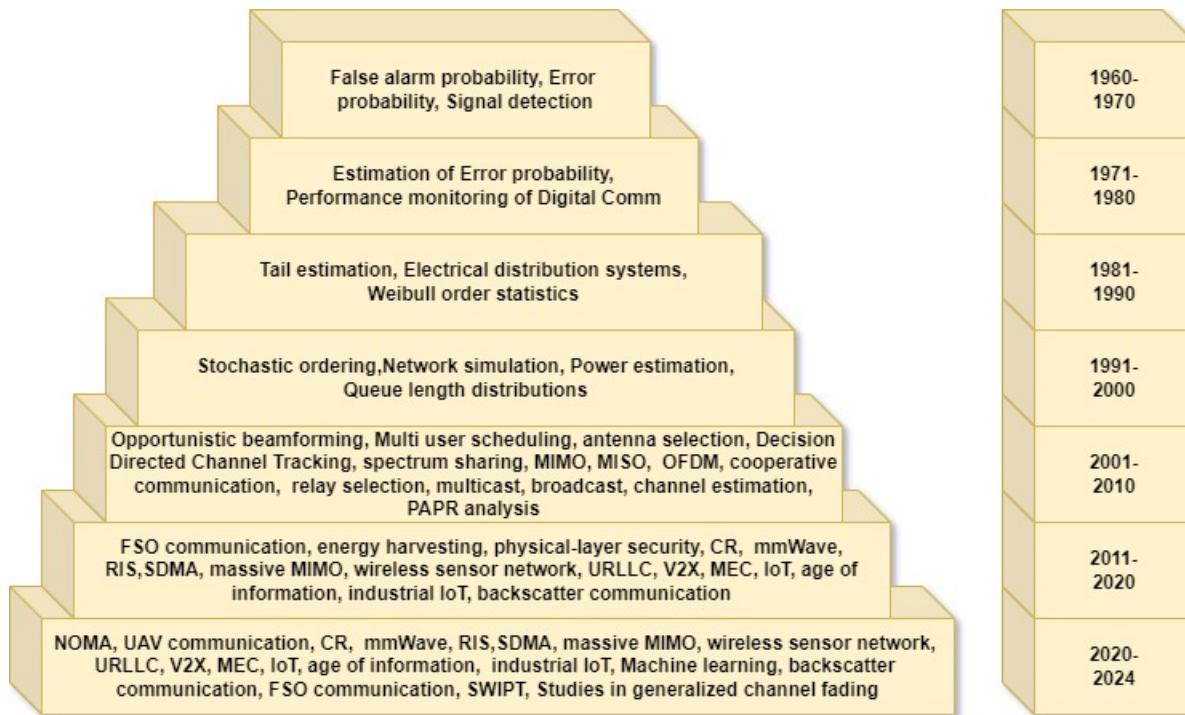 False alarm probability, Error
probability, Signal detection
1960-
1970
Estimation of Error probability,
Performance monitoring of Digital Comm
1971-
1980
Tail estimation, Electrical distribution systems,
Weibull order statistics
1981-
1990
Stochastic ordering,Network simulation, Power estimation,
Queue length distributions
1991-
2000
Opportunistic beamforming, Multi user scheduling, antenna selection, Decision
Directed Channel Tracking, spectrum sharing, MIMO, MISO, OFDM, cooperative
communication, relay selection, multicast, broadcast, channel estimation,
PAPR analysis
2001-
2010
FSO communication, energy harvesting, physical-layer security, CR, mmWave,
RIS,SDMA, massive MIMO, wireless sensor network, URLLC, V2X, MEC, IoT, age of
information, industrial IoT, backscatter communication
2011-
2020
NOMA, UAV communication, CR, mmWave, RIS,SDMA, massive MIMO, wireless sensor network,
URLLC, V2X, MEC, IoT, age of information, industrial IoT, Machine learning, backscatter
communication, FSO communication, SWIPT, Studies in generalized channel fading
2020-
2024